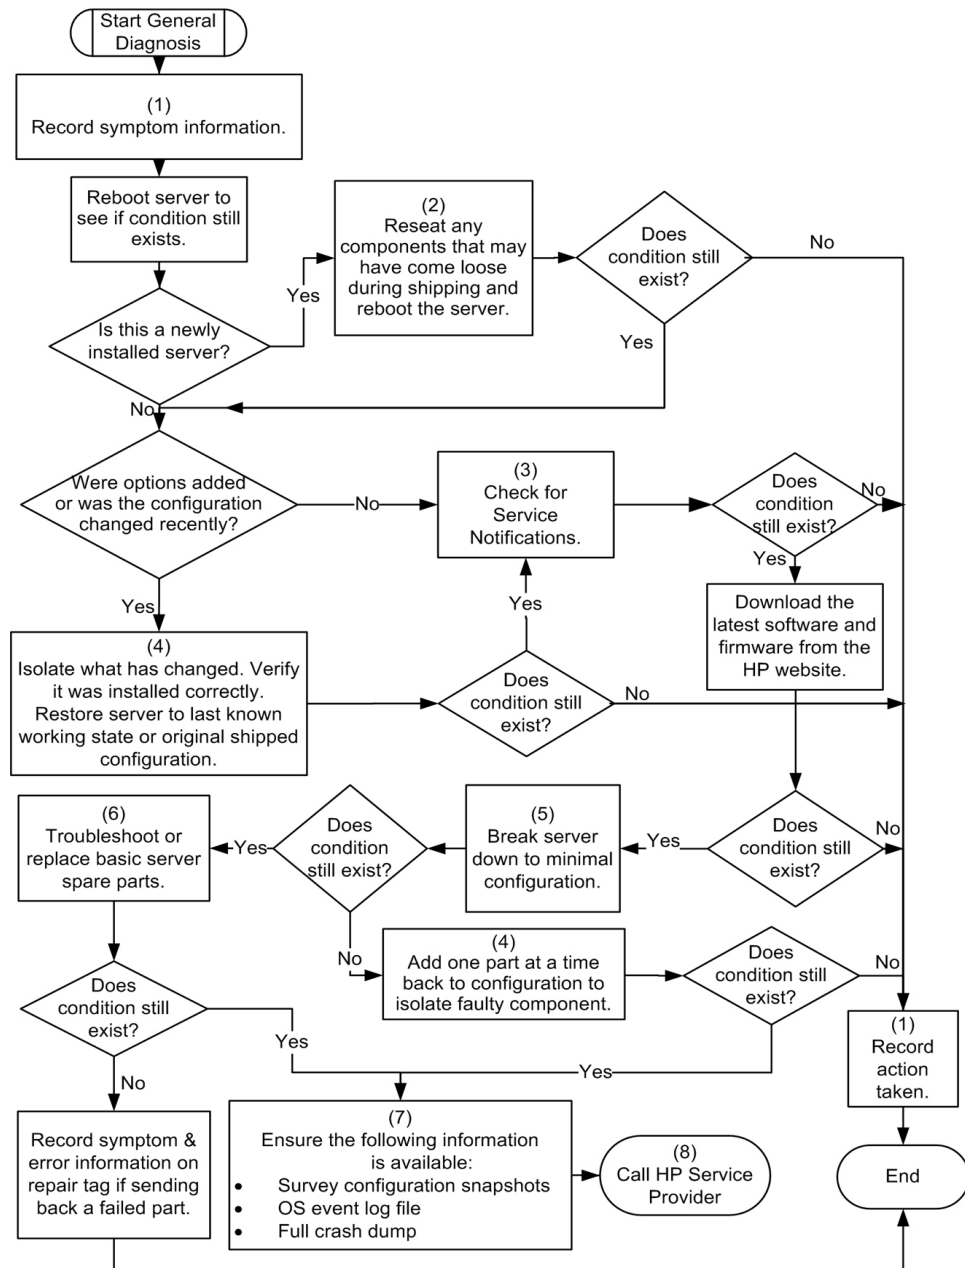 Start General
Diagnosis
(1)
Record symptom information.
Reboot server to
see if condition still
exists.
(2)
Reseat any
components that may
have come loose
during shipping and
reboot the server.
Does
condition still
exist?
No
Yes
Yes
Is this a newly
installed server?
No
Were options added
or was the configuration
changed recently?
No
(3)
Check for
Service
Notifications.
Does
condition
still exist?
No
Yes
Yes
Yes
Download the
latest software and
firmware from the
HP website.
(4)
Isolate what has changed. Verify
it was installed correctly.
Restore server to last known
working state or original shipped
configuration.
Does
condition still
exist?
No
(6)
Troubleshoot or
replace basic server
spare parts.
Yes
Does
condition
still exist?
(5)
Break server
down to minimal
configuration.
Yes
Does
condition still
exist?
No
No
(4)
Add one part at a time
back to configuration to
isolate faulty component.
Does
condition still
exist?
No
Does
condition still
exist?
Yes
Yes
No
(1)
Record
action
taken.
Record symptom &
error information on
repair tag if sending
back a failed part.
(7)
Ensure the following information
is available:
• Survey configuration snapshots
• OS event log file
• Full crash dump
(8)
Call HP Service
Provider
End